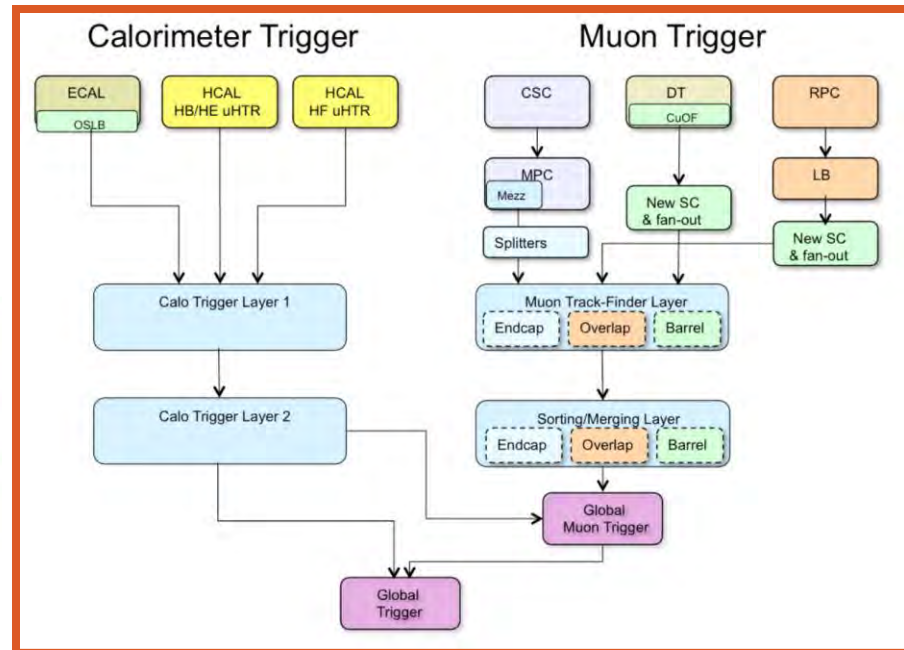 Calorimeter Trigger
Muon Trigger
ECAL
OSLB
HCAL
HB/HE uHTR
HCAL
HF uHTR
CSC
DT
CuOF
RPC
MPC
Mezz
LB
New SC
& fan-out
Splitters
New SC
& fan-out
Calo Trigger Layer 1
Muon Track-Finder Layer
Endcap
Overlap
Barrel
Calo Trigger Layer 2
Sorting/Merging Layer
Endcap
Overlap
Barrel
Global
Muon Trigger
Global
Trigger